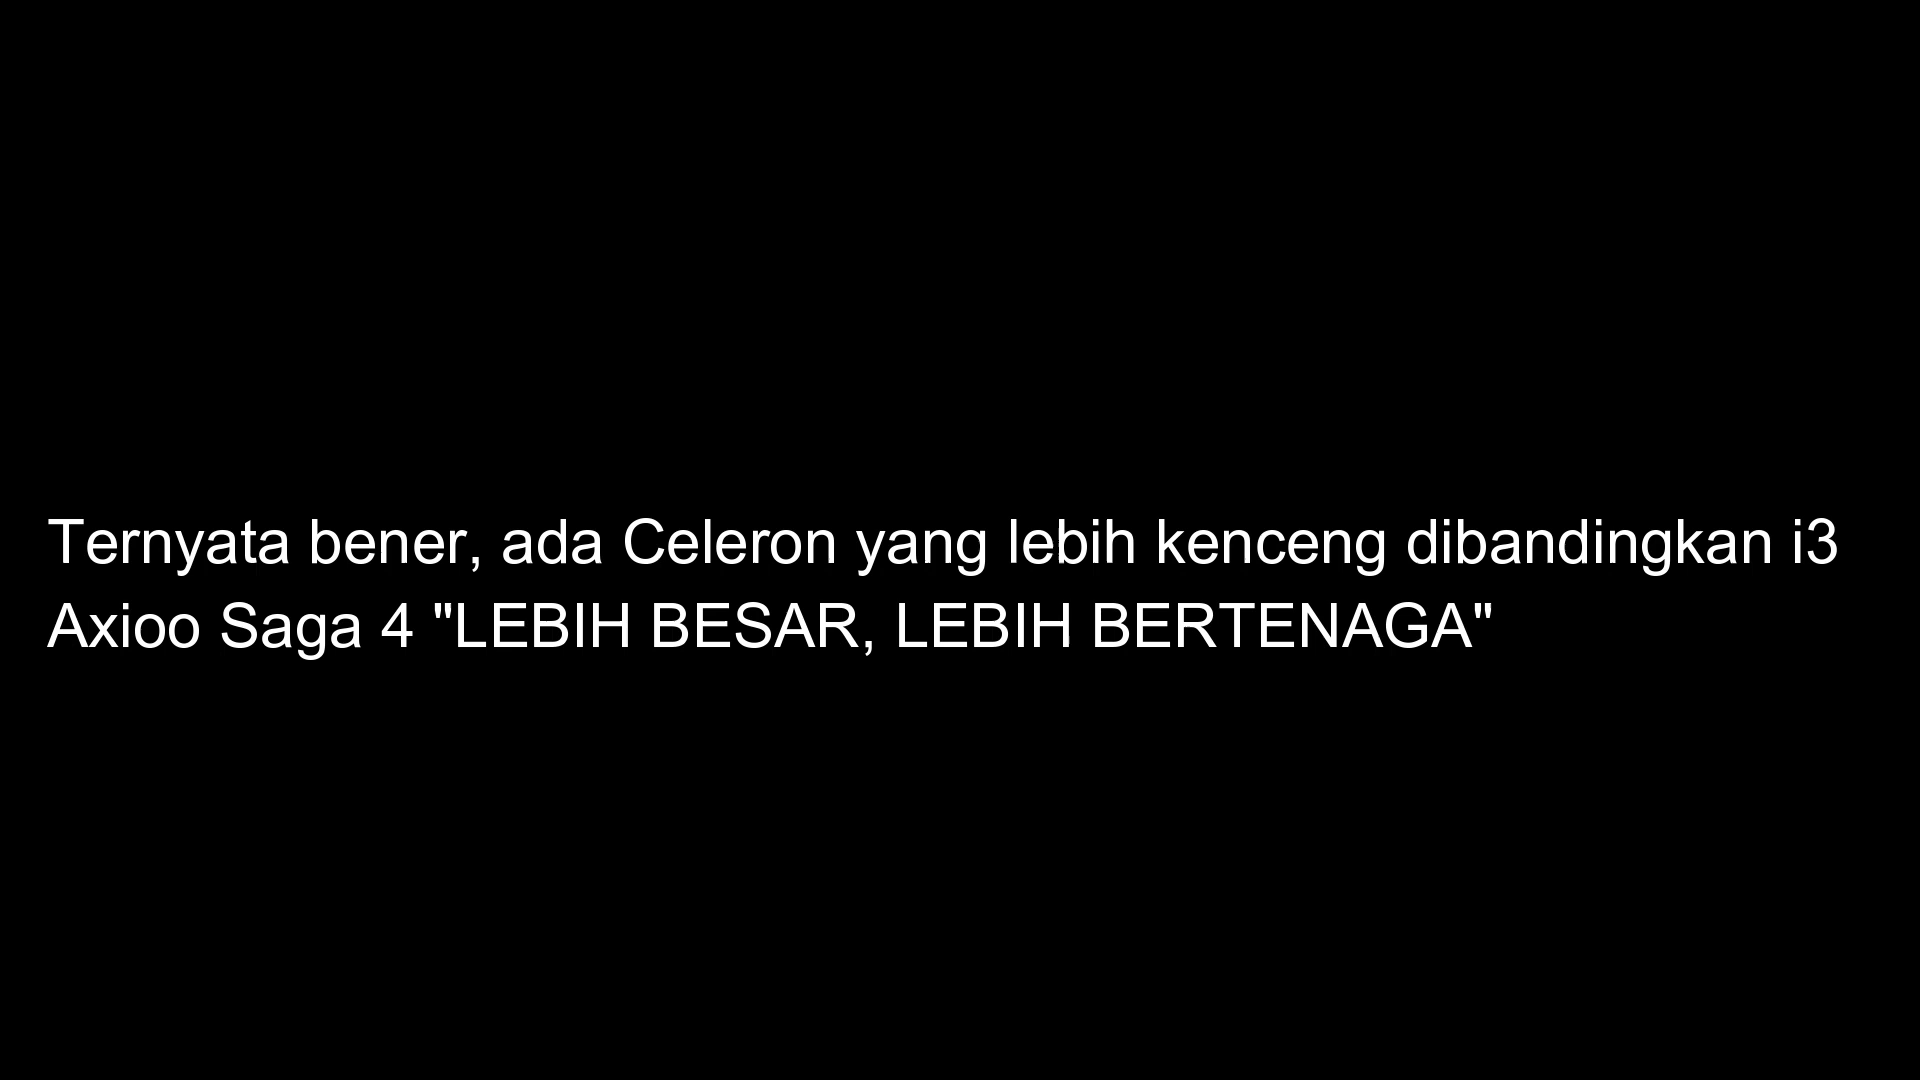 Ternyata bener, ada Celeron yang lebih kenceng dibandingkan i3
Axioo Saga 4 "LEBIH BESAR, LEBIH BERTENAGA"